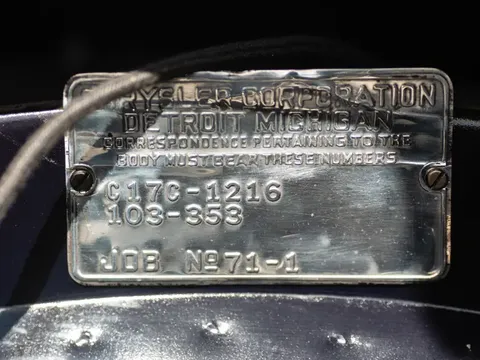 CHRYSLER CORPORATION
DETROIT MICHIGAN
CORRESPONDENCE PERTAINING TO THE
BODY MUST BEAR THESE NUMBERS
C17C-1216
103-353
JOB Nº71-1